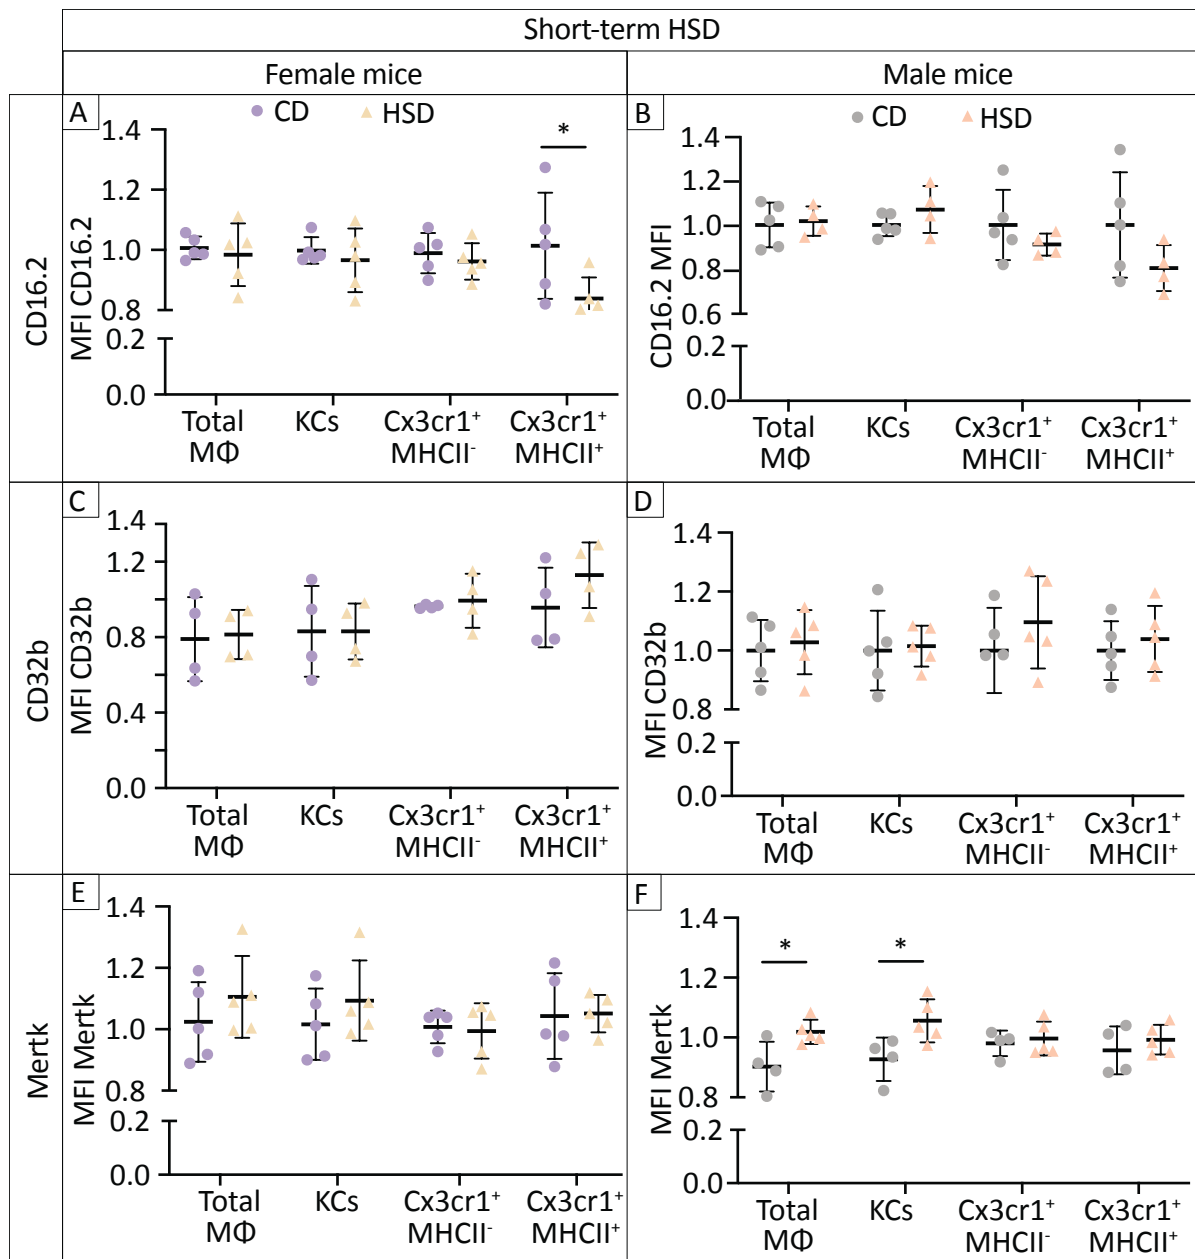 Short-term HSD
Female mice
Male mice
CD16.2
A
CD
HSD
MFI CD16.2
1.4
1.2
1.0
0.8
0.2
0.0
*
Total MΦ
KCs
Cx3cr1⁺ MHCII⁻
Cx3cr1⁺ MHCII⁺
B
CD
HSD
CD16.2 MFI
1.4
1.2
1.0
0.8
0.6
0.2
0.0
Total MΦ
KCs
Cx3cr1⁺ MHCII⁻
Cx3cr1⁺ MHCII⁺
CD32b
C
MFI CD32b
1.4
1.2
0.8
0.4
0.0
Total MΦ
KCs
Cx3cr1⁺ MHCII⁻
Cx3cr1⁺ MHCII⁺
D
MFI CD32b
1.4
1.2
1.0
0.8
0.2
0.0
Total MΦ
KCs
Cx3cr1⁺ MHCII⁻
Cx3cr1⁺ MHCII⁺
Mertk
E
MFI Mertk
1.4
1.2
1.0
0.8
0.2
0.0
Total MΦ
KCs
Cx3cr1⁺ MHCII⁻
Cx3cr1⁺ MHCII⁺
F
MFI Mertk
1.4
1.2
1.0
0.8
0.2
0.0
*
*
Total MΦ
KCs
Cx3cr1⁺ MHCII⁻
Cx3cr1⁺ MHCII⁺